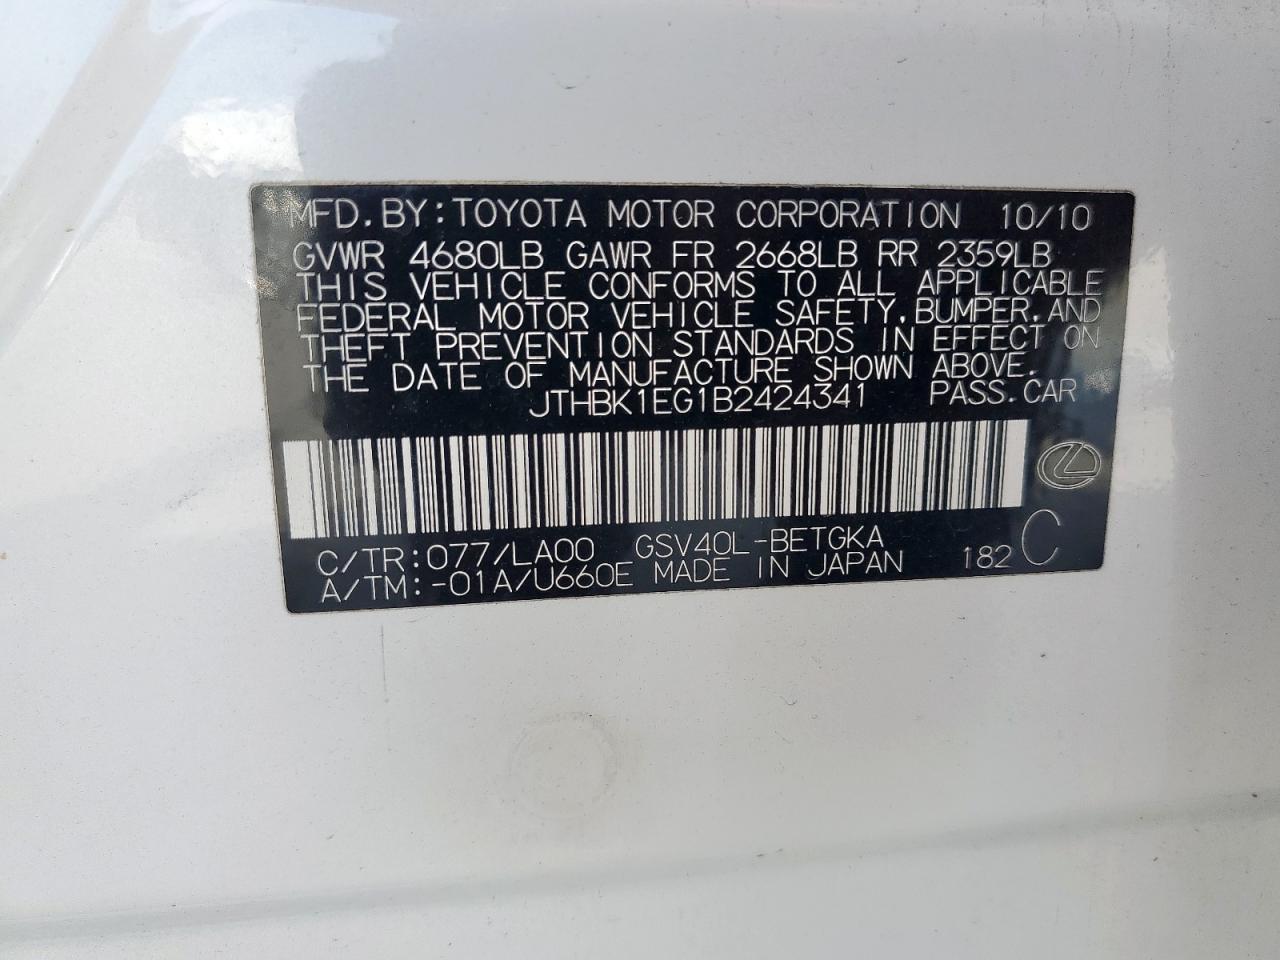 MFD. BY: TOYOTA MOTOR CORPORATION 10/10
GVWR 4680LB GAWR FR 2668LB RR 2359LB
THIS VEHICLE CONFORMS TO ALL APPLICABLE
FEDERAL MOTOR VEHICLE SAFETY, BUMPER, AND
THEFT PREVENTION STANDARDS IN EFFECT ON
THE DATE OF MANUFACTURE SHOWN ABOVE.
JTHBK1EG1B2424341 PASS. CAR
C/TR: 077/LA00 GSV40L-BETGKA
A/TM: -01A/U660E MADE IN JAPAN 182 C